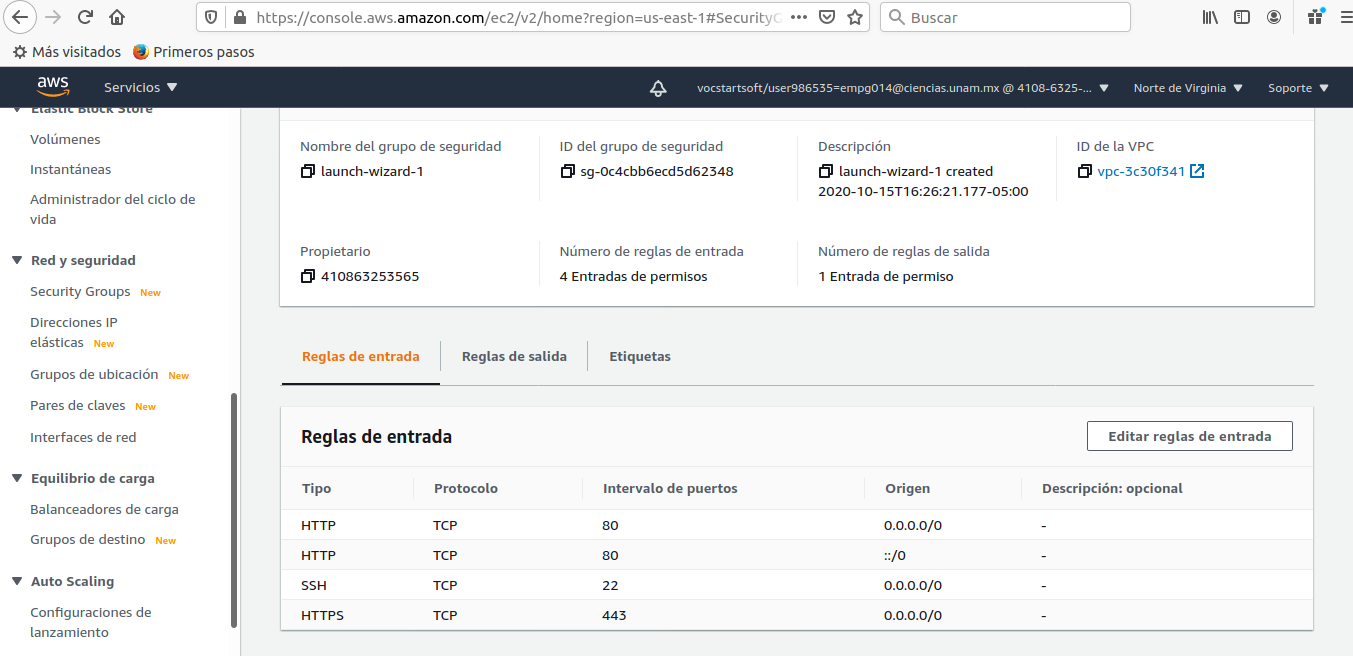 https://console.aws.amazon.com/ec2/v2/home?region=us-east-1#Security
Buscar
Más visitados
Primeros pasos
aws
Servicios
vocstartsoft/user986535=empg014@ciencias.unam.mx @ 4108-6325-...
Norte de Virginia
Soporte
Elastic Block Store
Volúmenes
Instantáneas
Administrador del ciclo de
vida
Red y seguridad
Security Groups New
Direcciones IP
elásticas New
Grupos de ubicación New
Pares de claves New
Interfaces de red
Equilibrio de carga
Balanceadores de carga
Grupos de destino New
Auto Scaling
Configuraciones de
lanzamiento
Nombre del grupo de seguridad
launch-wizard-1
ID del grupo de seguridad
sg-0c4cbb6ecd5d62348
Descripción
launch-wizard-1 created
2020-10-15T16:26:21.177-05:00
ID de la VPC
vpc-3c30f341
Propietario
410863253565
Número de reglas de entrada
4 Entradas de permisos
Número de reglas de salida
1 Entrada de permiso
Reglas de entrada
Reglas de salida
Etiquetas
Reglas de entrada
Editar reglas de entrada
Tipo Protocolo Intervalo de puertos Origen Descripción: opcional
HTTP TCP 80 0.0.0.0/0 -
HTTP TCP 80 ::/0 -
SSH TCP 22 0.0.0.0/0 -
HTTPS TCP 443 0.0.0.0/0 -